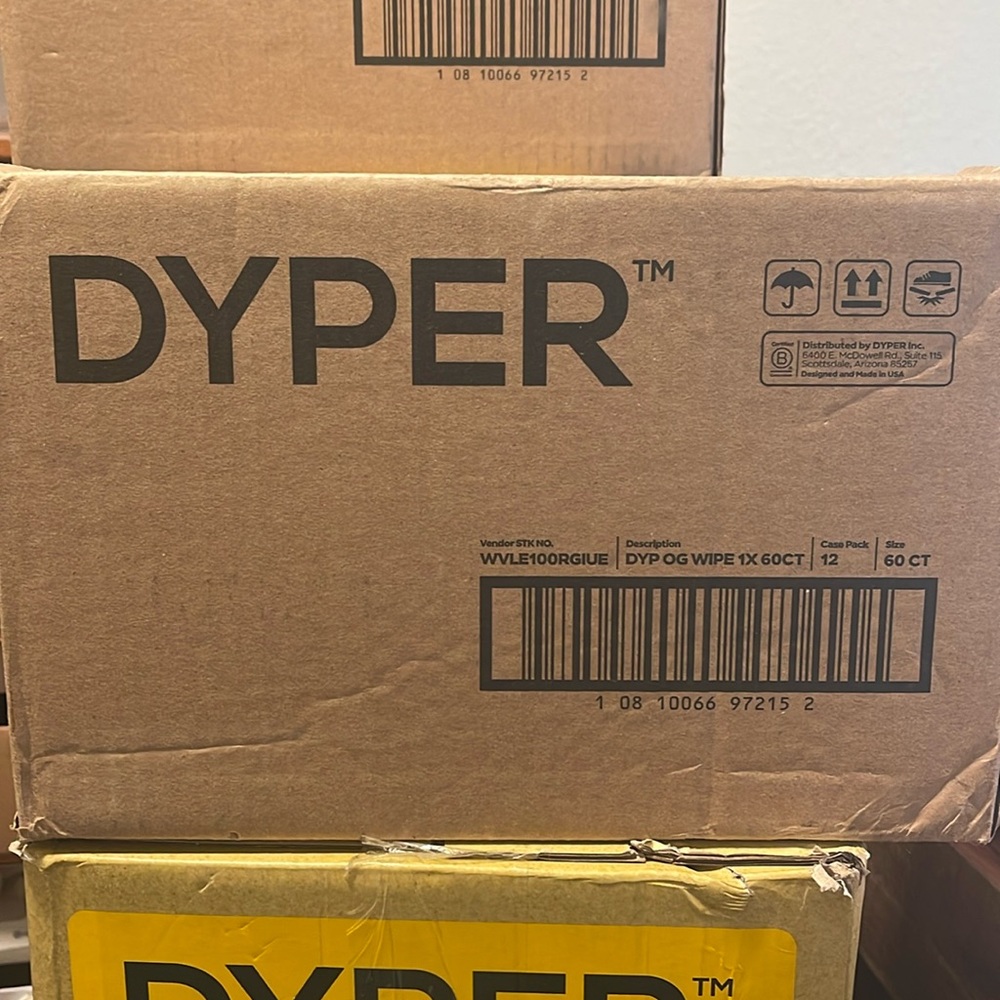 1 08 10066 97215 2
DYPER™
Certified
B
Distributed by DYPER Inc.
6400 E. McDowell Rd., Suite 115
Scottsdale, Arizona 85257
Designed and Made in USA
Vendor STK NO. Description Case Pack Size
WVLE100RGIUE DYP OG WIPE 1X 60CT 12 60 CT
1 08 10066 97215 2
DYPER™